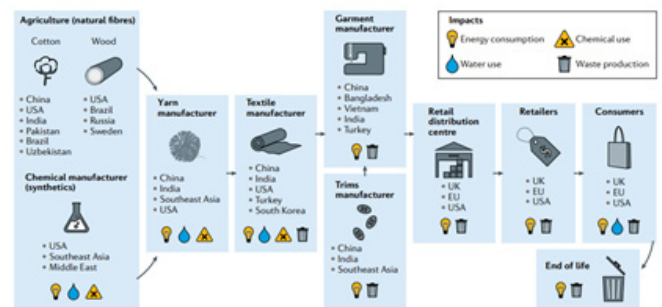 Agriculture (natural fibres)
Cotton
Wood
• China
• USA
• India
• Pakistan
• Brazil
• Uzbekistan
• USA
• Brazil
• Russia
• Sweden
Chemical manufacturer
(synthetics)
• USA
• Southeast Asia
• Middle East
Yarn
manufacturer
• China
• India
• Southeast Asia
• USA
Textile
manufacturer
• China
• India
• USA
• Turkey
• South Korea
Garment
manufacturer
• China
• Bangladesh
• Vietnam
• India
• Turkey
Trims
manufacturer
• China
• India
• Southeast Asia
Impacts
Energy consumption
Chemical use
Water use
Waste production
Retail
distribution
centre
• UK
• EU
• USA
Retailers
• UK
• EU
• USA
Consumers
• UK
• EU
• USA
End of life